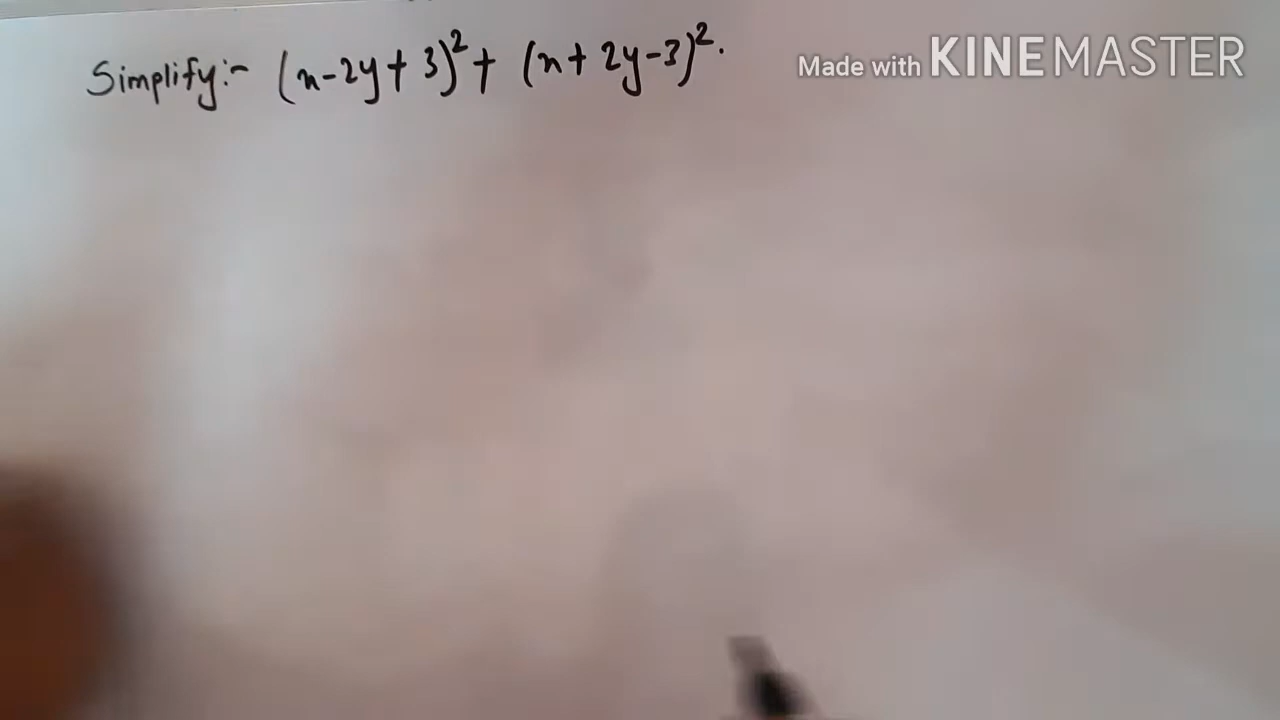 Simplify:- (x-2y+3)²+ (x+2y-3)².
Made with KINEMASTER